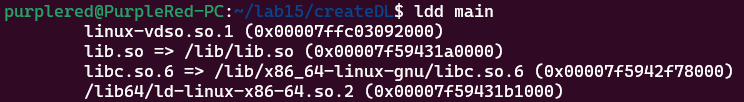 purplered@PurpleRed-PC:~/lab15/createDL$ ldd main
linux-vdso.so.1 (0x00007ffc03092000)
lib.so => /lib/lib.so (0x00007f59431a0000)
libc.so.6 => /lib/x86_64-linux-gnu/libc.so.6 (0x00007f5942f78000)
/lib64/ld-linux-x86-64.so.2 (0x00007f59431b1000)